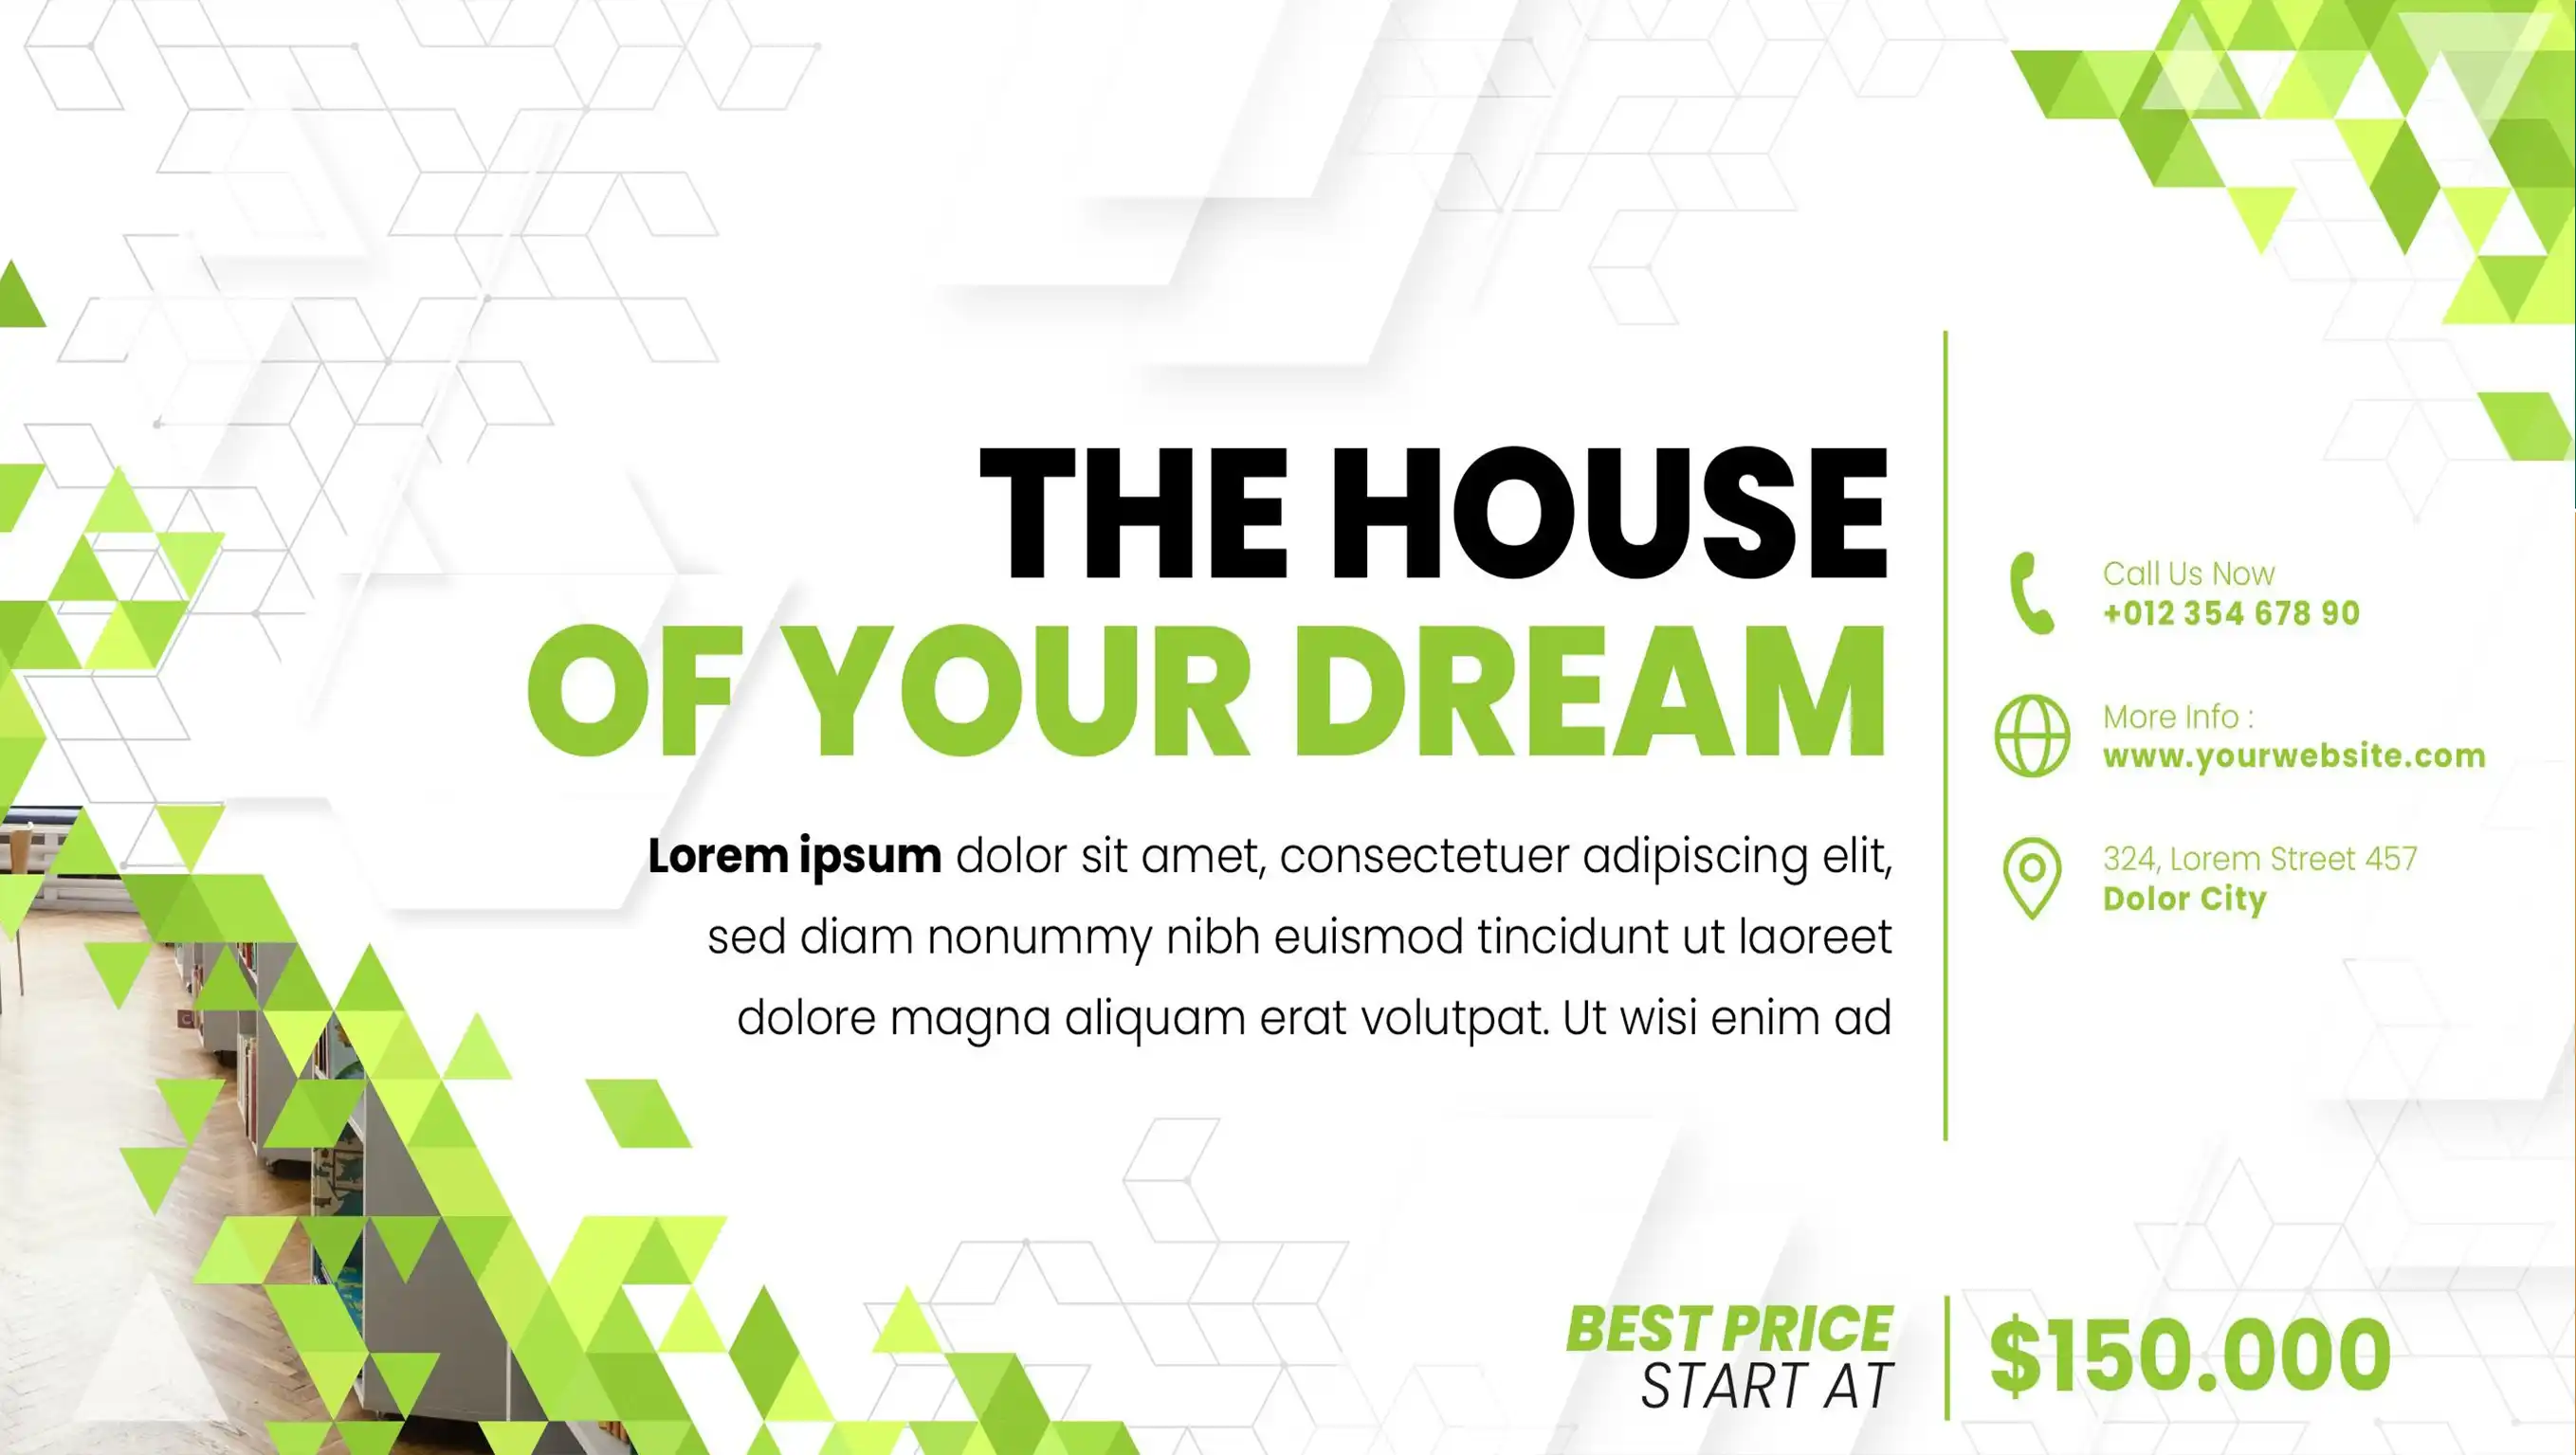 THE HOUSE
OF YOUR DREAM
Lorem ipsum dolor sit amet, consectetuer adipiscing elit,
sed diam nonummy nibh euismod tincidunt ut laoreet
dolore magna aliquam erat volutpat. Ut wisi enim ad
Call Us Now
+012 354 678 90
More Info :
www.yourwebsite.com
324, Lorem Street 457
Dolor City
BEST PRICE
START AT
$150.000